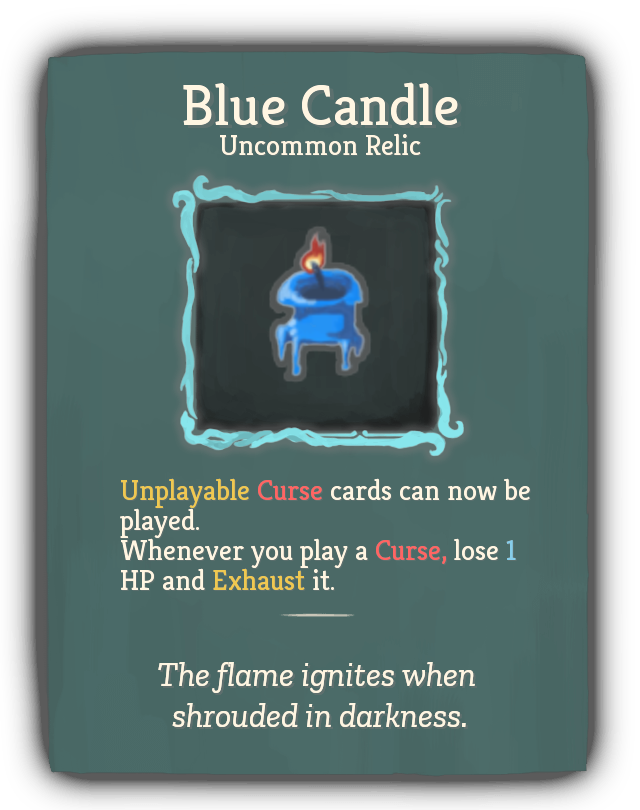 Blue Candle
Uncommon Relic
Unplayable Curse cards can now be
played.
Whenever you play a Curse, lose 1
HP and Exhaust it.
The flame ignites when
shrouded in darkness.